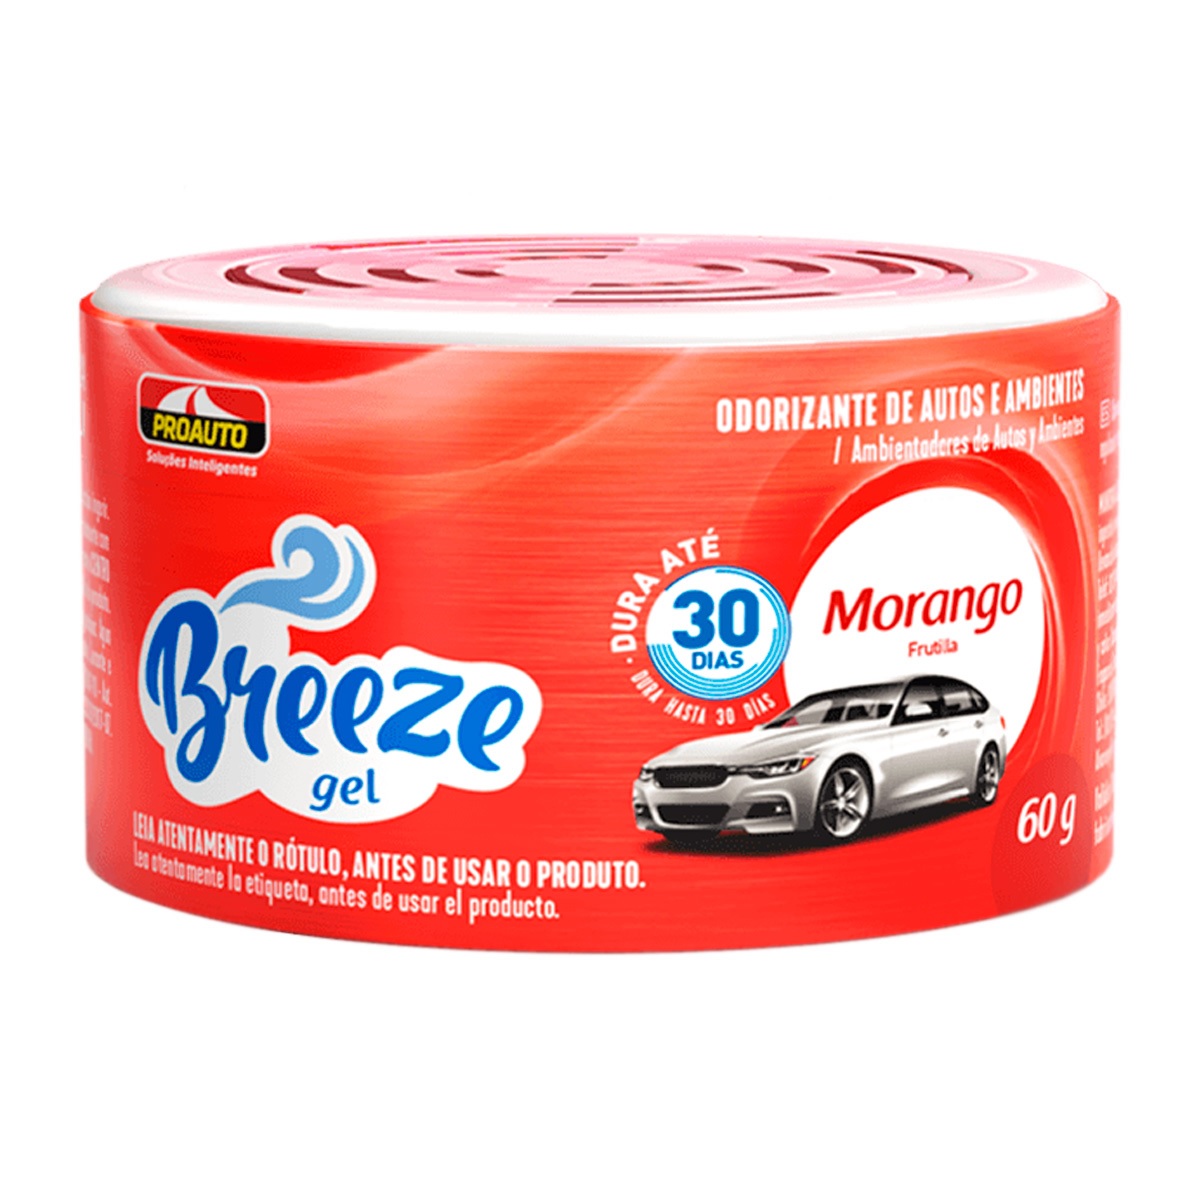 PROAUTO
Soluções Inteligentes
ODORIZANTE DE AUTOS E AMBIENTES
/ Ambientadores de Autos y Ambientes
DURA ATÉ
30
DIAS
DURA HASTA 30 DÍAS
Morango
Frutilla
Breeze
gel
60 g
LEIA ATENTAMENTE O RÓTULO, ANTES DE USAR O PRODUTO.
Lea atentamente la etiqueta, antes de usar el producto.